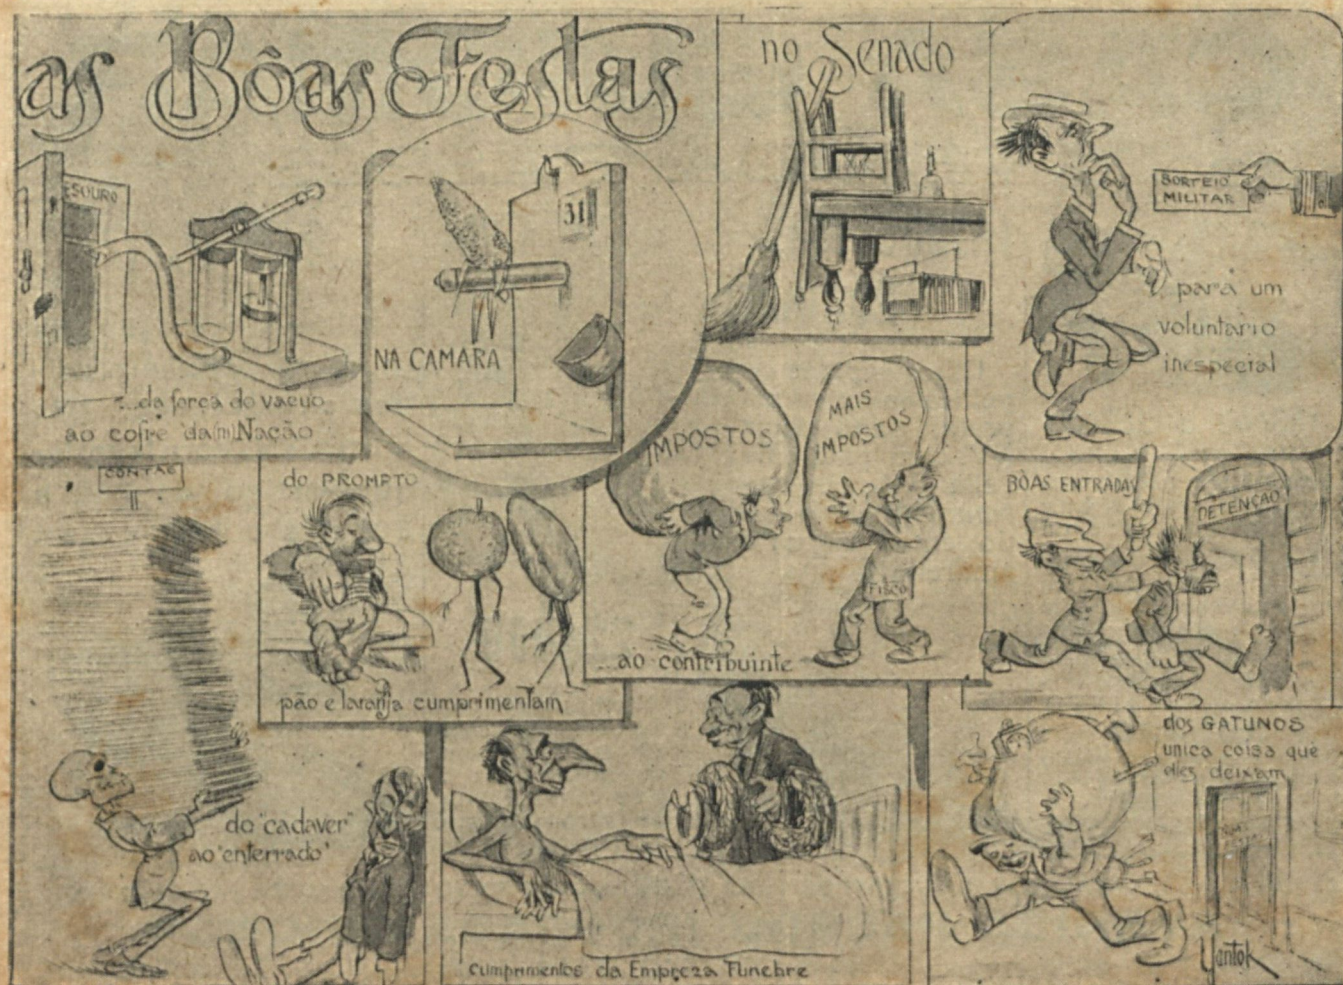 as Bôas Festas
no Senado
ESOURO
31
SORTEIO
MILITAR
NA CAMARA
para um
voluntario
inespecial
...da força do vacuo
ao cofre da(ni)Nação
IMPOSTOS
MAIS
IMPOSTOS
CONTAS
do PROMPTO
BÔAS ENTRADAS
DETENÇÃO
FISCO
...ao contribuinte
pão e laranja cumprimentam
dos GATUNOS
unica coisa que
elles deixam
do "cadaver"
ao "enterrado"
Cumprimentos da Empreza Funebre
Yantok